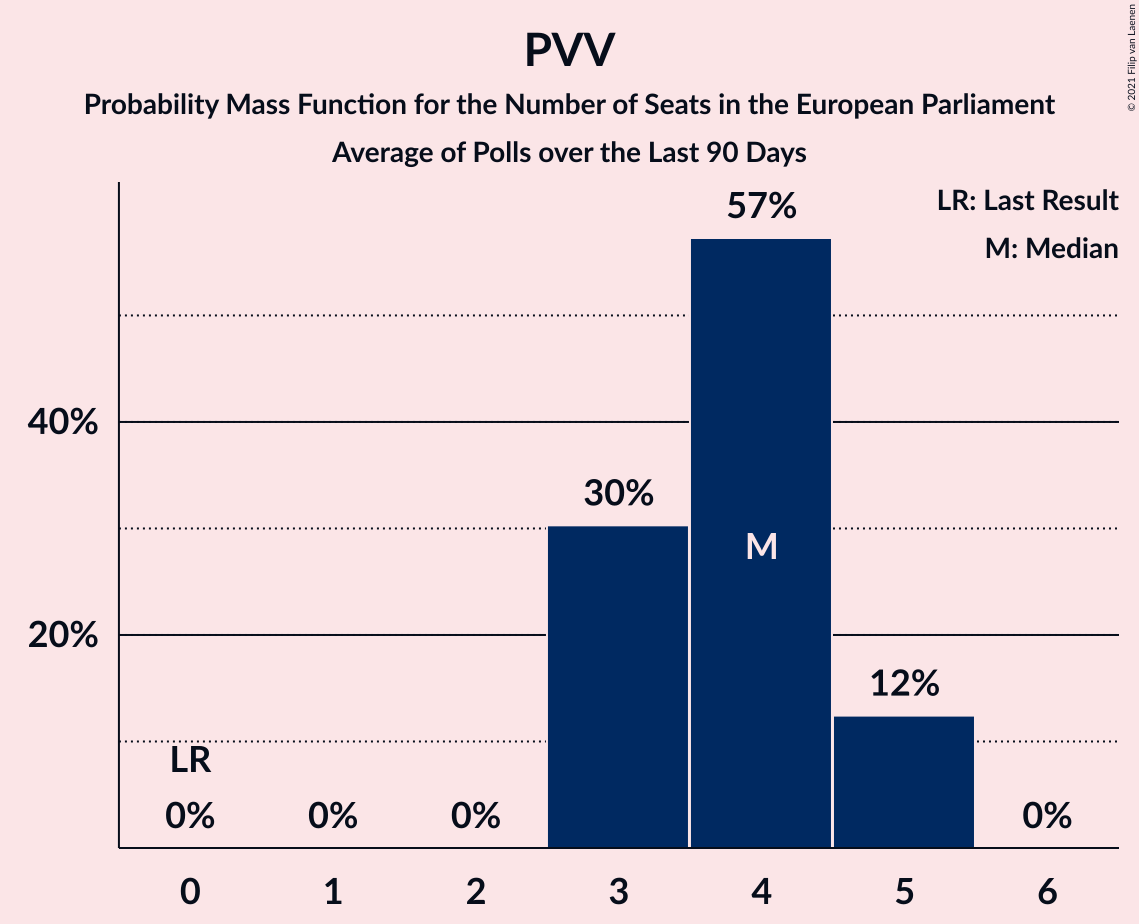 PVV
Probability Mass Function for the Number of Seats in the European Parliament
Average of Polls over the Last 90 Days
© 2021 Filip van Laenen
LR: Last Result
M: Median
57%
40%
30%
M
20%
12%
LR
0%
0%
0%
0%
0
1
2
3
4
5
6